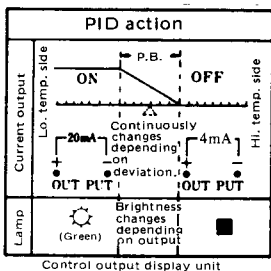 PID action
P.B.
ON
OFF
Lo. temp. side
Hi. temp. side
Current output
20mA
Continuously
changes
depending
on
deviation.
4mA
+ −
+ −
OUT PUT
OUT PUT
Lamp
(Green)
Brightness
changes
depending
on output
Control output display unit